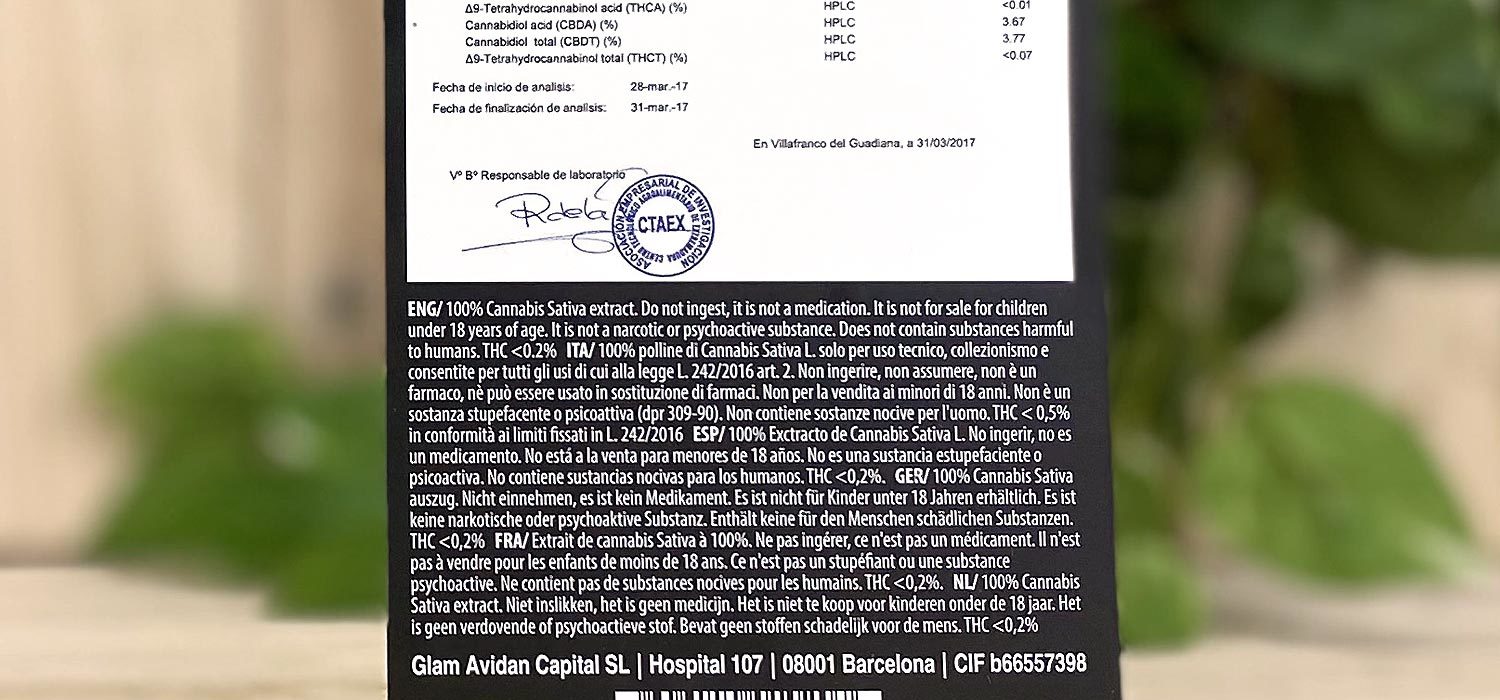 Δ9-Tetrahydrocannabinol acid (THCA) (%) HPLC <0.01
Cannabidiol acid (CBDA) (%) HPLC 3.67
Cannabidiol total (CBDT) (%) HPLC 3.77
Δ9-Tetrahydrocannabinol total (THCT) (%) HPLC <0.07
Fecha de inicio de analisis: 28-mar.-17
Fecha de finalización de analisis: 31-mar.-17
En Villafranco del Guadiana, a 31/03/2017
Vº Bº Responsable de laboratorio
ASOCIACIÓN EMPRESARIAL DE INVESTIGACIÓN
CENTRO TECNOLÓGICO AGROALIMENTARIO DE EXTREMADURA
CTAEX
ENG/ 100% Cannabis Sativa extract. Do not ingest, it is not a medication. It is not for sale for children
under 18 years of age. It is not a narcotic or psychoactive substance. Does not contain substances harmful
to humans. THC <0.2% ITA/ 100% polline di Cannabis Sativa L. solo per uso tecnico, collezionismo e
consentite per tutti gli usi di cui alla legge L. 242/2016 art. 2. Non ingerire, non assumere, non è un
farmaco, nè può essere usato in sostituzione di farmaci. Non per la vendita ai minori di 18 anni. Non è un
sostanza stupefacente o psicoattiva (dpr 309-90). Non contiene sostanze nocive per l'uomo. THC < 0,5%
in conformità ai limiti fissati in L. 242/2016 ESP/ 100% Exctracto de Cannabis Sativa L. No ingerir, no es
un medicamento. No está a la venta para menores de 18 años. No es una sustancia estupefaciente o
psicoactiva. No contiene sustancias nocivas para los humanos. THC <0,2%. GER/ 100% Cannabis Sativa
auszug. Nicht einnehmen, es ist kein Medikament. Es ist nicht für Kinder unter 18 Jahren erhältlich. Es ist
keine narkotische oder psychoaktive Substanz. Enthält keine für den Menschen schädlichen Substanzen.
THC <0,2% FRA/ Extrait de cannabis Sativa à 100%. Ne pas ingérer, ce n'est pas un médicament. Il n'est
pas à vendre pour les enfants de moins de 18 ans. Ce n'est pas un stupéfiant ou une substance
psychoactive. Ne contient pas de substances nocives pour les humains. THC <0,2%. NL/ 100% Cannabis
Sativa extract. Niet inslikken, het is geen medicijn. Het is niet te koop voor kinderen onder de 18 jaar. Het
is geen verdovende of psychoactieve stof. Bevat geen stoffen schadelijk voor de mens. THC <0,2%
Glam Avidan Capital SL | Hospital 107 | 08001 Barcelona | CIF b66557398